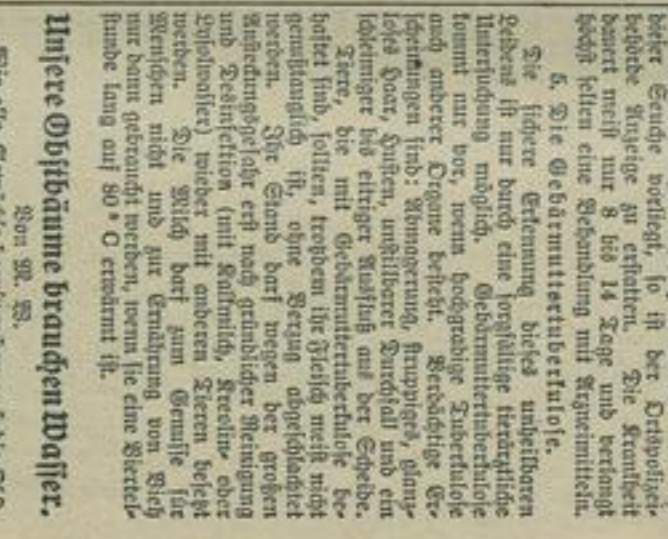 dieser Seuche vorliegt, so ist der Ortspolizei-
behörde Anzeige zu erstatten. Die Krankheit
dauert meist nur 8 bis 14 Tage und verlangt
höchst selten eine Behandlung mit Arzneimitteln.
5. Die Gebärmuttertuberkulose.
Die sichere Erkennung dieses unheilbaren
Leidens ist nur durch eine sorgfältige tierärztliche
Untersuchung möglich. Gebärmuttertuberkulose
kommt nur vor, wenn hochgradige Tuberkulose
auch anderer Organe besteht. Verdächtige Er-
scheinungen sind: Abmagerung, struppiges, glanz-
loses Haar, Husten, unstillbarer Durchfall und ein
schleimiger bis eitriger Ausfluß aus der Scheide.
Tiere, die mit Gebärmuttertuberkulose be-
haftet sind, sollten, trotzdem ihr Fleisch meist nicht
genußtauglich ist, ohne Verzug abgeschlachtet
werden. Ihr Stand darf wegen der großen
Ansteckungsgefahr erst nach gründlicher Reinigung
und Desinfektion (mit Kalkmilch, Kreolin- oder
Lysolwasser) wieder mit anderen Tieren besetzt
werden. Die Milch darf zum Genusse für
Menschen nicht und zur Ernährung von Vieh
nur dann gebraucht werden, wenn sie eine Viertel-
stunde lang auf 80° C erwärmt ist.
Unsere Obstbäume brauchen Wasser.
Von M. W.